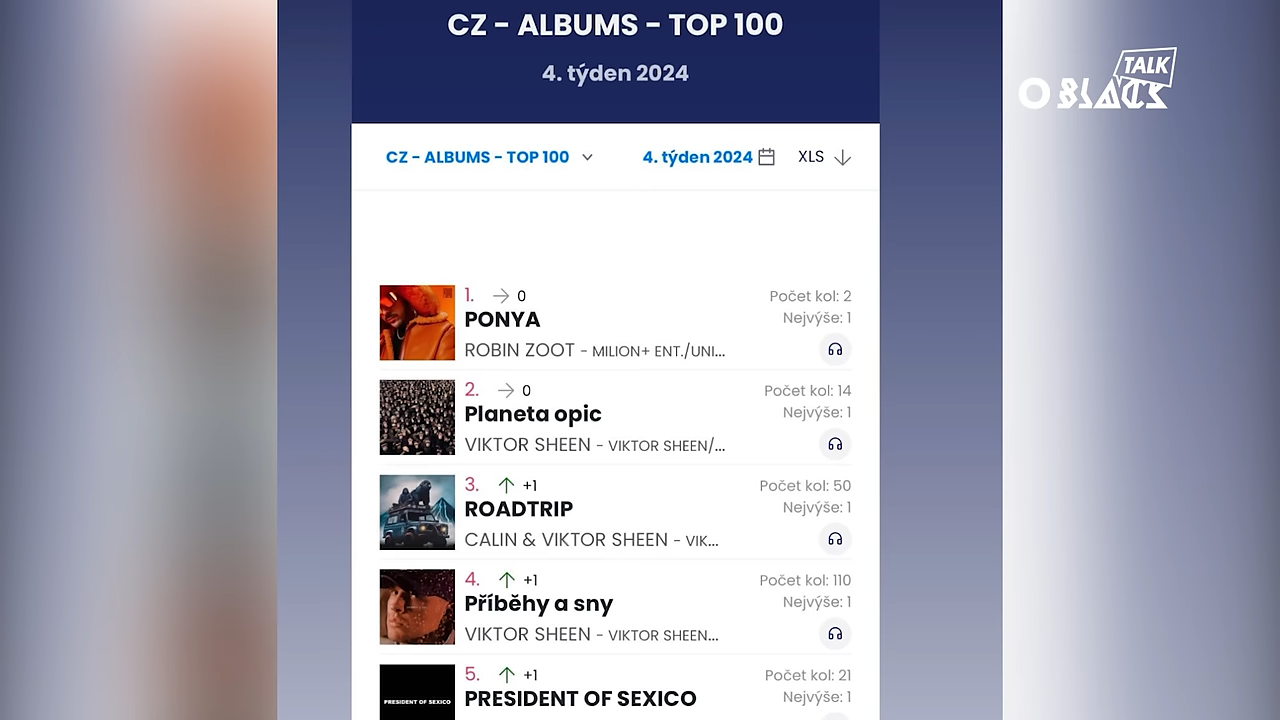 CZ - ALBUMS - TOP 100
4. týden 2024
TALK
BLACK
CZ - ALBUMS - TOP 100
4. týden 2024
XLS
1. → 0
Počet kol: 2
PONYA
Nejvýše: 1
ROBIN ZOOT - MILION+ ENT./UNI...
2. → 0
Počet kol: 14
Planeta opic
Nejvýše: 1
VIKTOR SHEEN - VIKTOR SHEEN/...
3. ↑ +1
Počet kol: 50
ROADTRIP
Nejvýše: 1
CALIN & VIKTOR SHEEN - VIK...
4. ↑ +1
Počet kol: 110
Příběhy a sny
Nejvýše: 1
VIKTOR SHEEN - VIKTOR SHEEN...
5. ↑ +1
Počet kol: 21
PRESIDENT OF SEXICO
PRESIDENT OF SEXICO
Nejvýše: 1